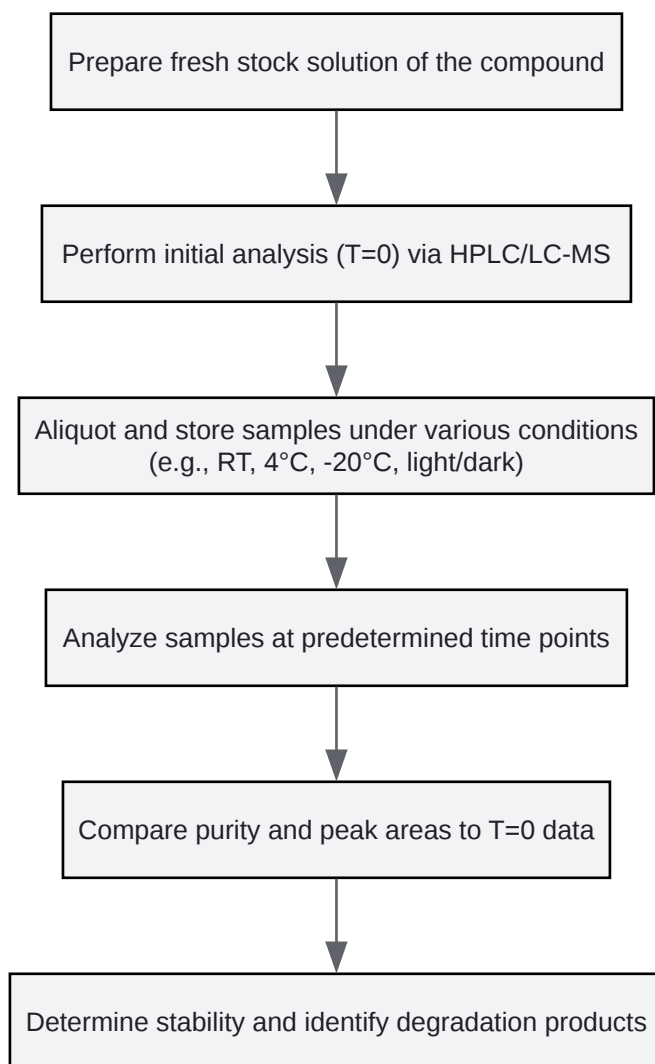 Prepare fresh stock solution of the compound
Perform initial analysis (T=0) via HPLC/LC-MS
Aliquot and store samples under various conditions
(e.g., RT, 4°C, -20°C, light/dark)
Analyze samples at predetermined time points
Compare purity and peak areas to T=0 data
Determine stability and identify degradation products